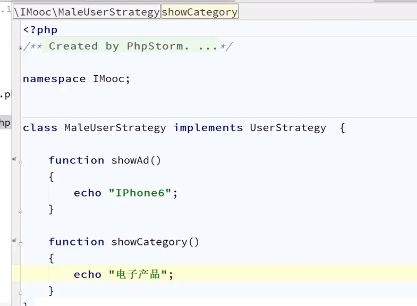 \IMooc\MaleUserStrategy showCategory
<?php
/** Created by PhpStorm. ...*/
namespace IMooc;
class MaleUserStrategy implements UserStrategy  {
function showAd()
{
echo "IPhone6";
}
function showCategory()
{
echo "电子产品";
}